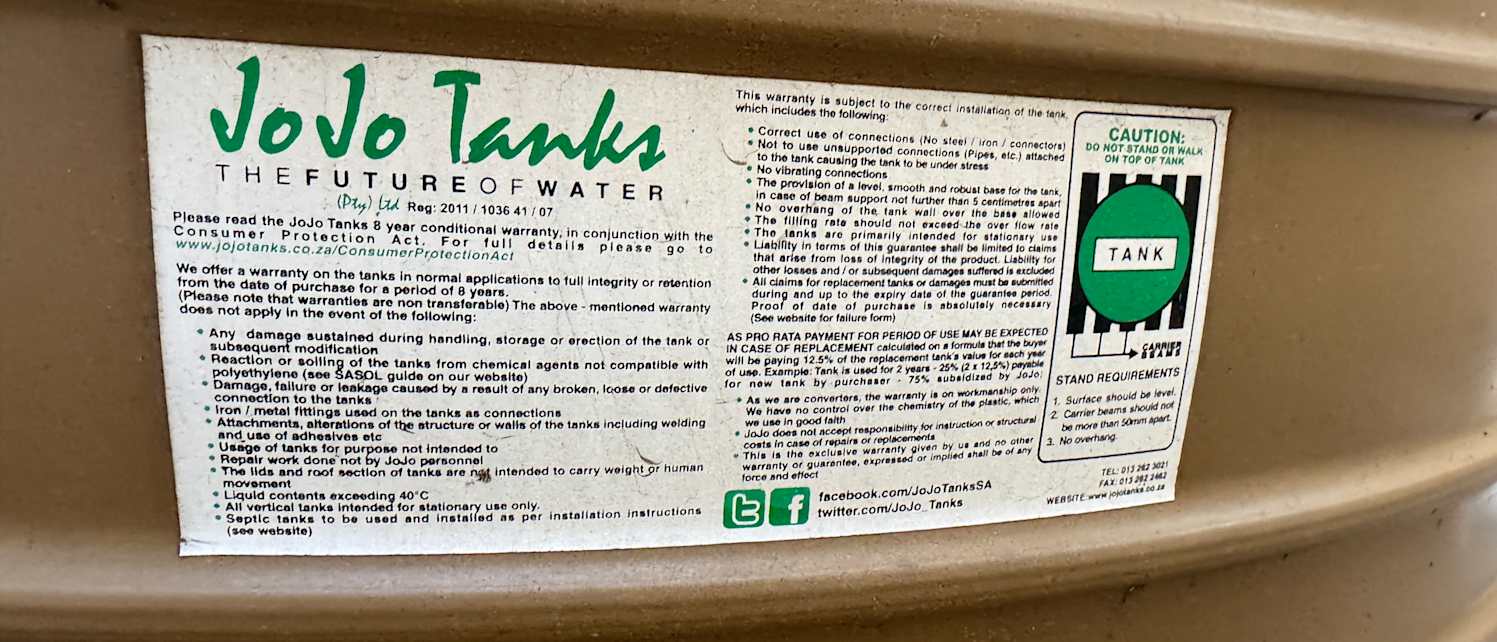 JoJo Tanks
THE FUTURE OF WATER
(Pty) Ltd Reg: 2011 / 1036 41 / 07
Please read the JoJo Tanks 8 year conditional warranty, in conjunction with the
Consumer Protection Act. For full details please go to
www.jojotanks.co.za/ConsumerProtectionAct
We offer a warranty on the tanks in normal applications to full integrity or retention
from the date of purchase for a period of 8 years.
(Please note that warranties are non transferable) The above - mentioned warranty
does not apply in the event of the following:
• Any damage sustained during handling, storage or erection of the tank or
subsequent modification
• Reaction or soiling of the tanks from chemical agents not compatible with
polyethylene (see SASOL guide on our website)
• Damage, failure or leakage caused by a result of any broken, loose or defective
connection to the tanks
• Iron / metal fittings used on the tanks as connections
• Attachments, alterations of the structure or walls of the tanks including welding
and use of adhesives etc
• Usage of tanks for purpose not intended to
• Repair work done not by JoJo personnel
• The lids and roof section of tanks are not intended to carry weight or human
movement
• Liquid contents exceeding 40°C
• All vertical tanks intended for stationary use only.
• Septic tanks to be used and installed as per installation instructions
(see website)
This warranty is subject to the correct installation of the tank,
which includes the following:
• Correct use of connections (No steel / iron / connectors)
• Not to use unsupported connections (Pipes, etc.) attached
to the tank causing the tank to be under stress
• No vibrating connections
• The provision of a level, smooth and robust base for the tank,
in case of beam support not further than 5 centimetres apart
• No overhang of the tank wall over the base allowed
• The filling rate should not exceed the over flow rate
• The tanks are primarily intended for stationary use
• Liability in terms of this guarantee shall be limited to claims
that arise from loss of integrity of the product. Liability for
other losses and / or subsequent damages suffered is excluded
• All claims for replacement tanks or damages must be submitted
during and up to the expiry date of the guarantee period.
Proof of date of purchase is absolutely necessary
(See website for failure form)
AS PRO RATA PAYMENT FOR PERIOD OF USE MAY BE EXPECTED
IN CASE OF REPLACEMENT calculated on a formula that the buyer
will be paying 12.5% of the replacement tank's value for each year
of use. Example: Tank is used for 2 years - 25% (2 x 12,5%) payable
for new tank by purchaser - 75% subsidized by JoJo;
• As we are converters, the warranty is on workmanship only.
We have no control over the chemistry of the plastic, which
we use in good faith
• JoJo does not accept responsibility for instruction or structural
costs in case of repairs or replacements
• This is the exclusive warranty given by us and no other
warranty or guarantee, expressed or implied shall be of any
force and effect
facebook.com/JoJoTanksSA
twitter.com/JoJo_Tanks
CAUTION:
DO NOT STAND OR WALK
ON TOP OF TANK
TANK
CARRIER
BEAMS
STAND REQUIREMENTS
1. Surface should be level.
2. Carrier beams should not
be more than 50mm apart.
3. No overhang.
TEL: 013 262 3021
FAX: 013 262 2462
WEBSITE: www.jojotanks.co.za